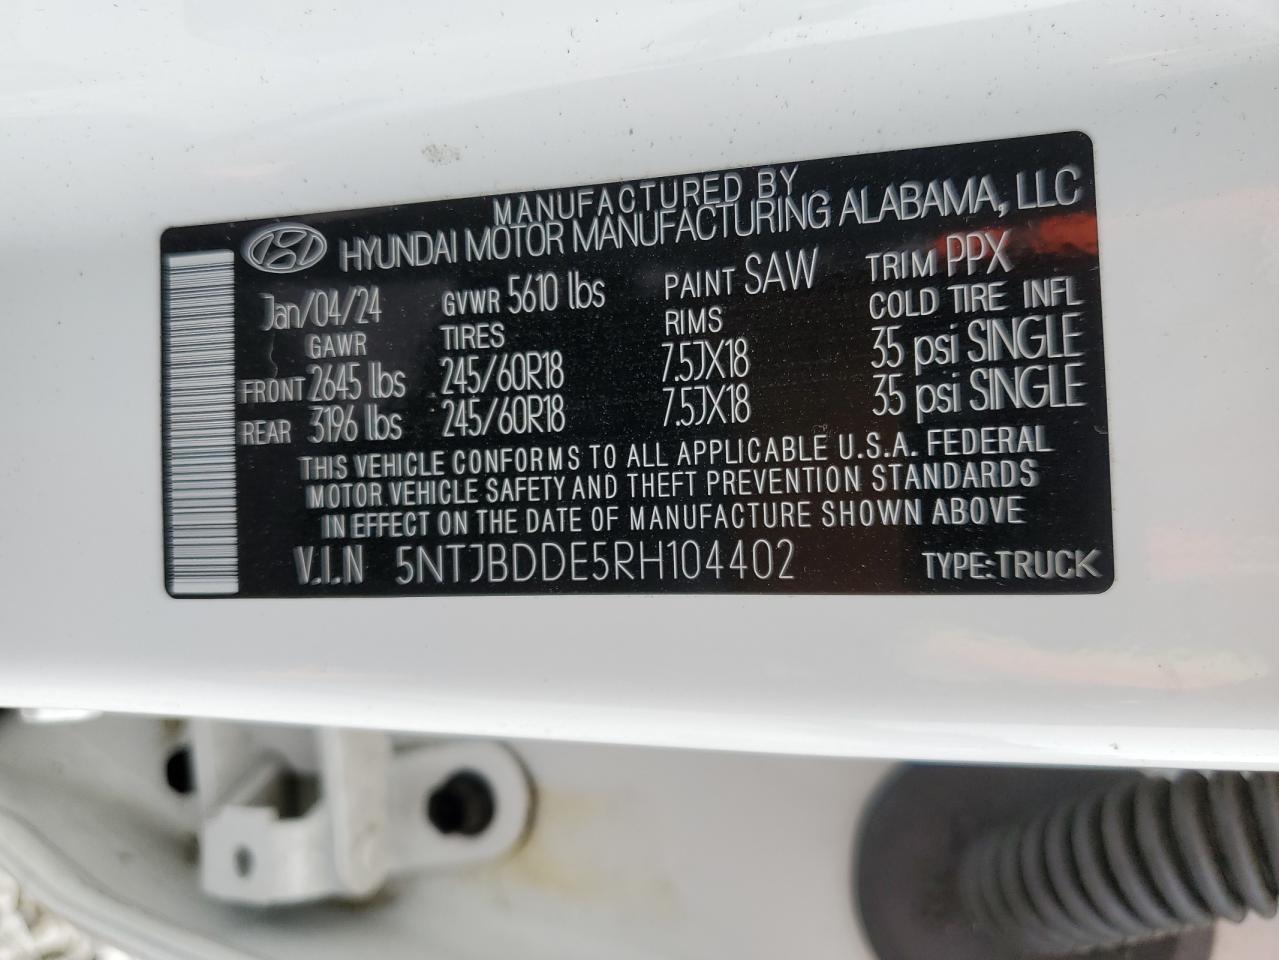 MANUFACTURED BY
HYUNDAI MOTOR MANUFACTURING ALABAMA, LLC
Jan/04/24 GVWR 5610 lbs PAINT SAW TRIM PPX
GAWR TIRES RIMS COLD TIRE INFL
FRONT 2645 lbs 245/60R18 7.5JX18 35 psi SINGLE
REAR 3196 lbs 245/60R18 7.5JX18 35 psi SINGLE
THIS VEHICLE CONFORMS TO ALL APPLICABLE U.S.A. FEDERAL
MOTOR VEHICLE SAFETY AND THEFT PREVENTION STANDARDS
IN EFFECT ON THE DATE OF MANUFACTURE SHOWN ABOVE
V.I.N 5NTJBDDE5RH104402 TYPE:TRUCK